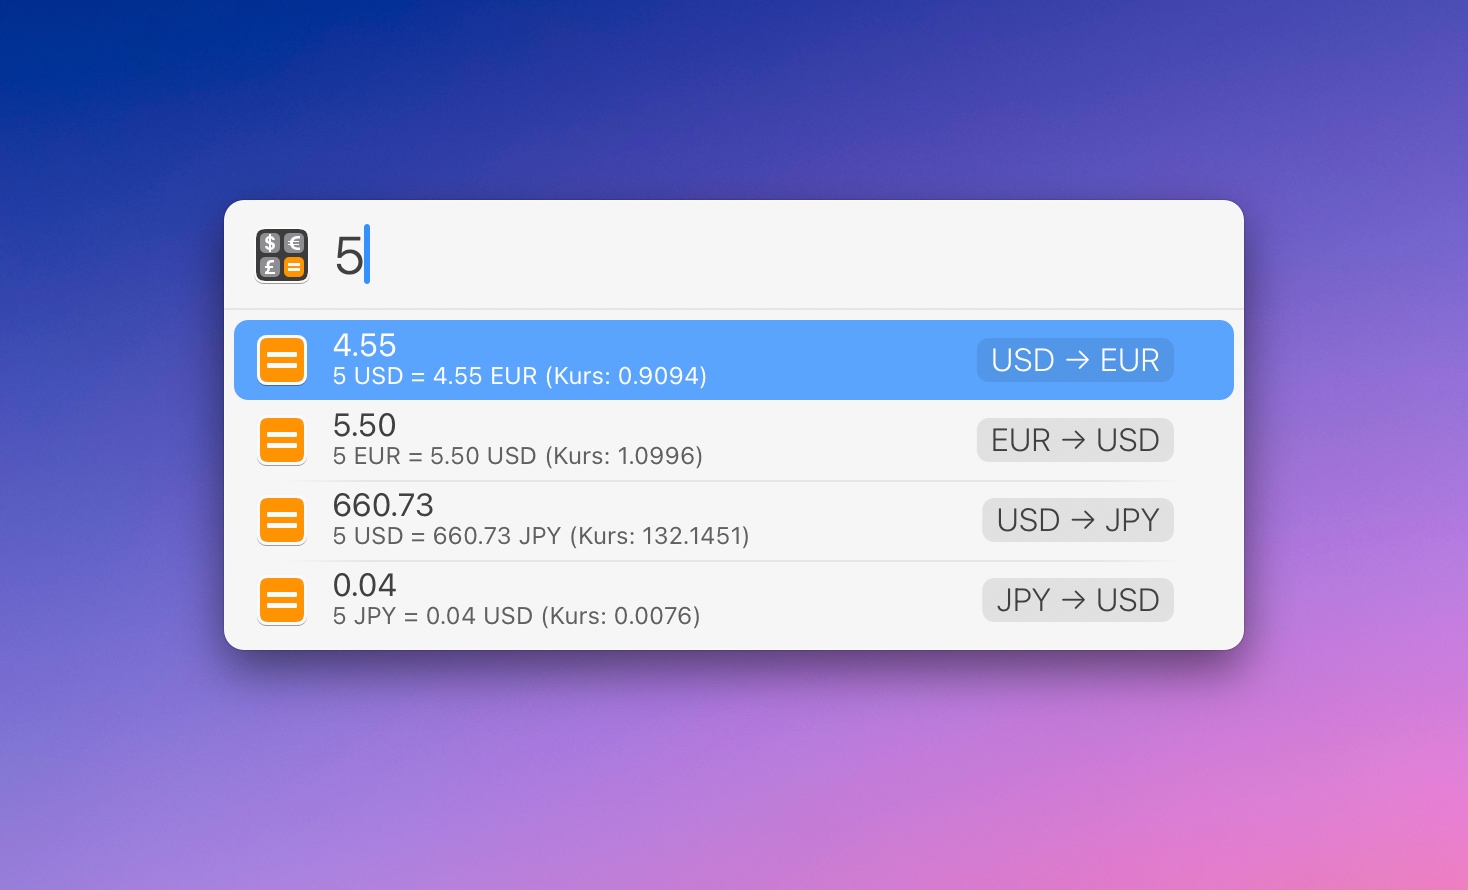 $ €
£ =
5
4.55
5 USD = 4.55 EUR (Kurs: 0.9094)
USD → EUR
5.50
5 EUR = 5.50 USD (Kurs: 1.0996)
EUR → USD
660.73
5 USD = 660.73 JPY (Kurs: 132.1451)
USD → JPY
0.04
5 JPY = 0.04 USD (Kurs: 0.0076)
JPY → USD